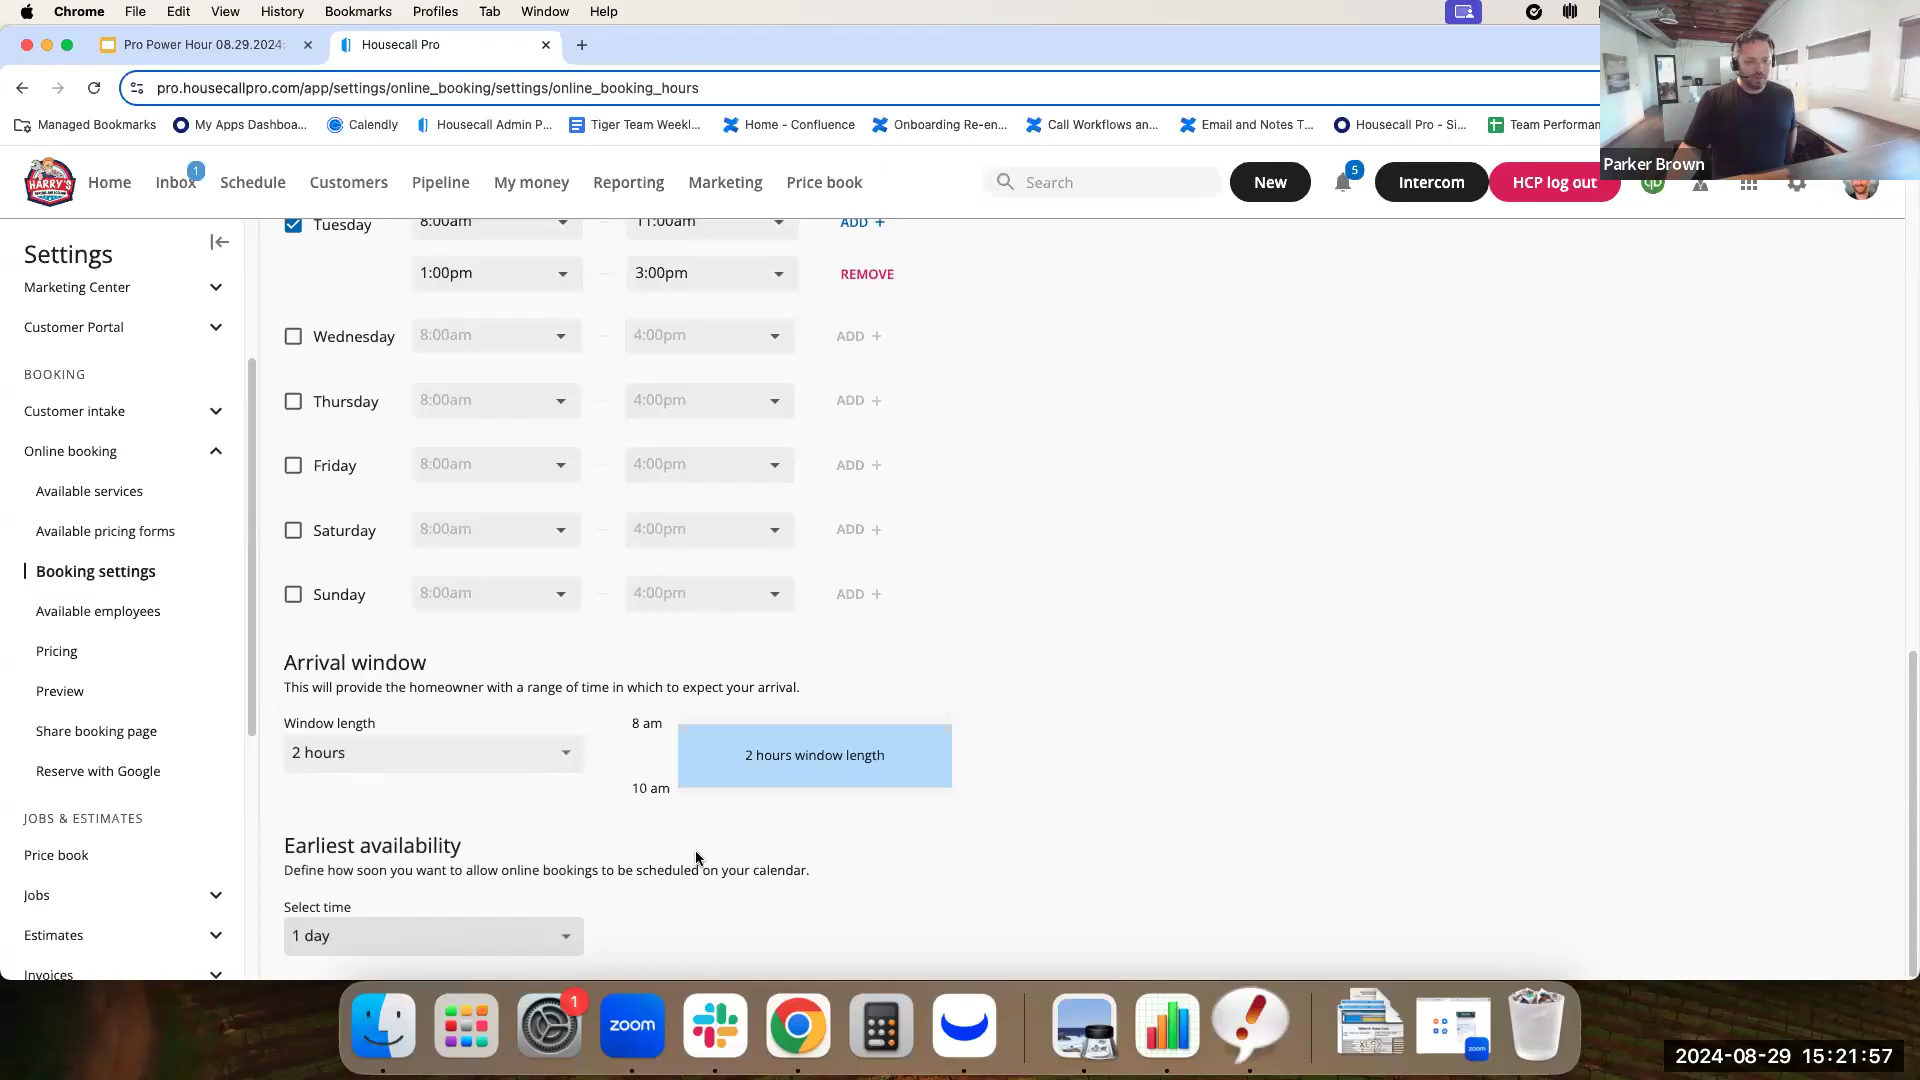 Chrome File Edit View History Bookmarks Profiles Tab Window Help
Pro Power Hour 08.29.2024:
Housecall Pro
pro.housecallpro.com/app/settings/online_booking/settings/online_booking_hours
Managed Bookmarks
My Apps Dashboa...
Calendly
Housecall Admin P...
Tiger Team Weekl...
Home - Confluence
Onboarding Re-en...
Call Workflows an...
Email and Notes T...
Housecall Pro - Si...
Team Performan
Parker Brown
HARRY'S
Home
Inbox
1
Schedule
Customers
Pipeline
My money
Reporting
Marketing
Price book
Search
New
5
Intercom
HCP log out
qb
Settings
Marketing Center
Customer Portal
BOOKING
Customer intake
Online booking
Available services
Available pricing forms
Booking settings
Available employees
Pricing
Preview
Share booking page
Reserve with Google
JOBS & ESTIMATES
Price book
Jobs
Estimates
Invoices
Tuesday 8:00am – 11:00am ADD +
1:00pm – 3:00pm REMOVE
Wednesday 8:00am – 4:00pm ADD +
Thursday 8:00am – 4:00pm ADD +
Friday 8:00am – 4:00pm ADD +
Saturday 8:00am – 4:00pm ADD +
Sunday 8:00am – 4:00pm ADD +
Arrival window
This will provide the homeowner with a range of time in which to expect your arrival.
Window length
2 hours
8 am
2 hours window length
10 am
Earliest availability
Define how soon you want to allow online bookings to be scheduled on your calendar.
Select time
1 day
1
zoom
zoom
2024-08-29 15:21:57